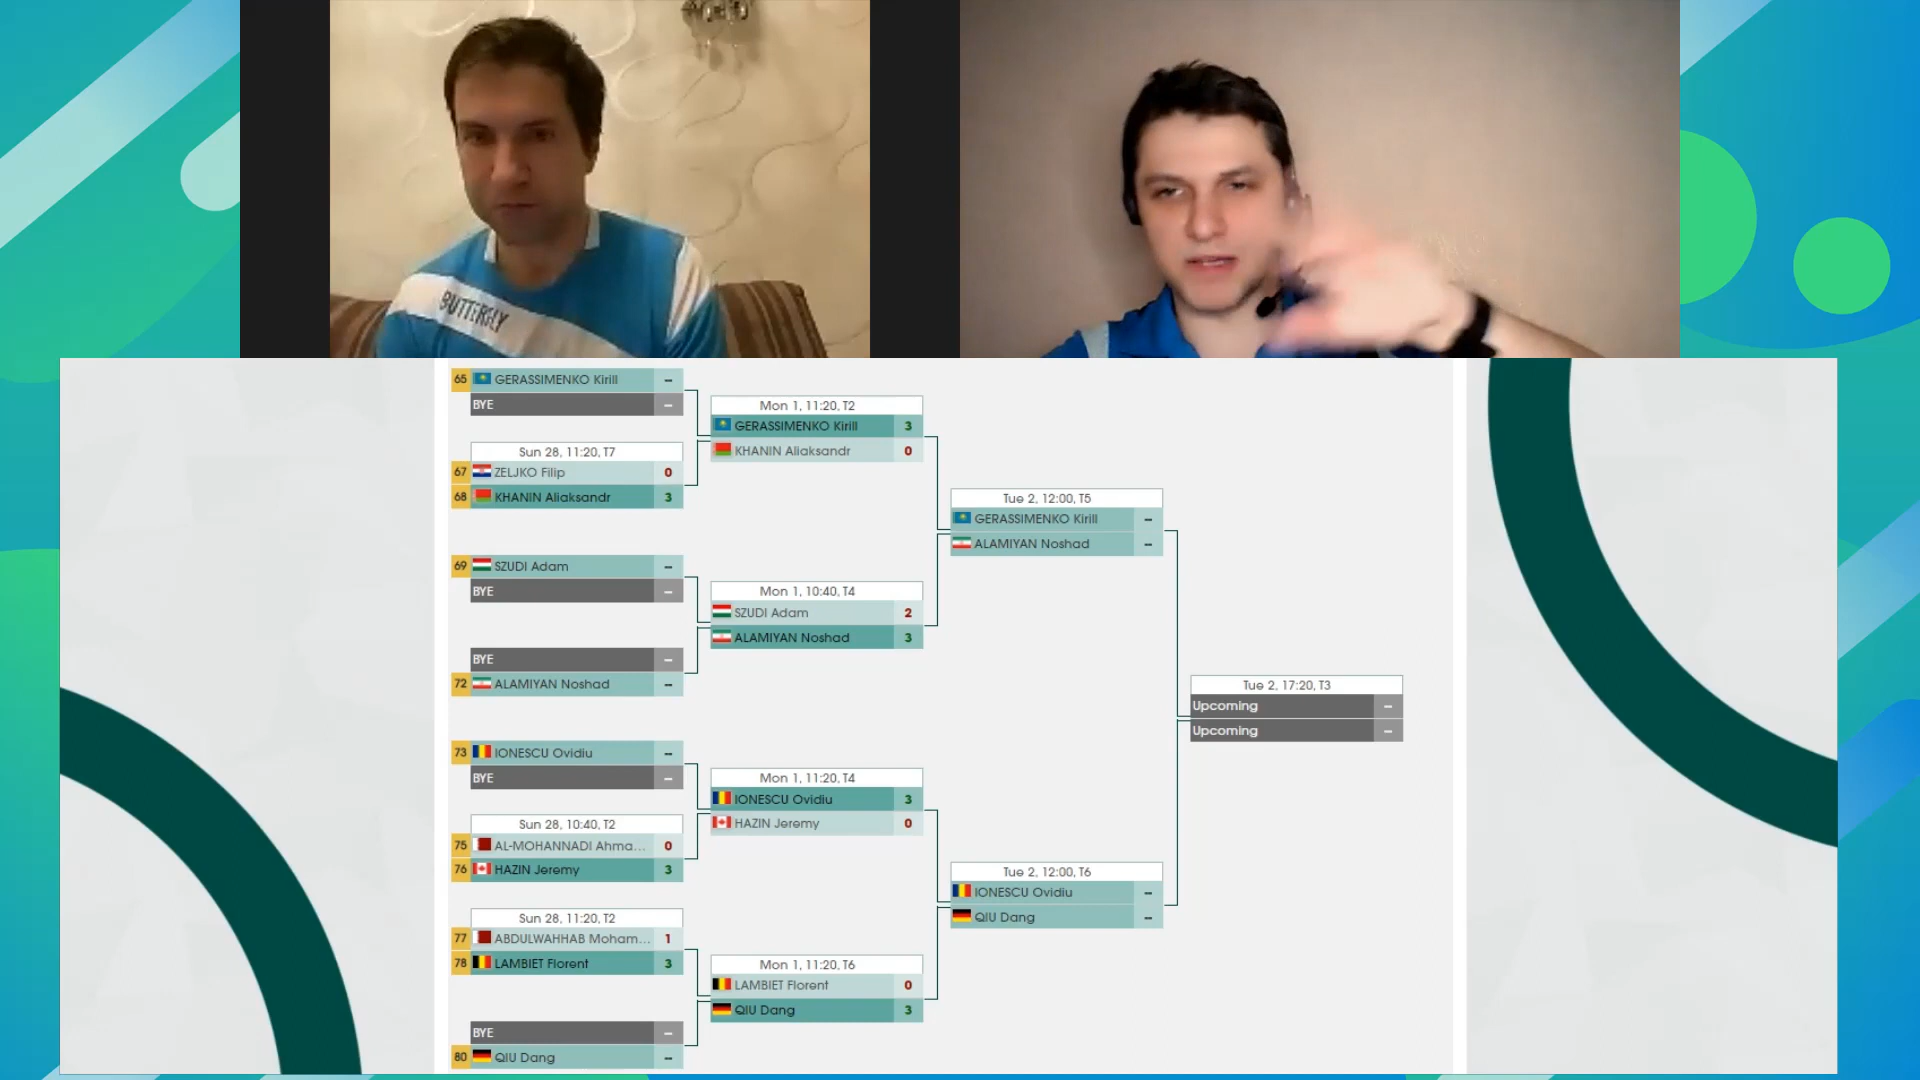 BUTTERFLY
65 GERASSIMENKO Kirill --
BYE --
Sun 28, 11:20, T7
67 ZELJKO Filip 0
68 KHANIN Aliaksandr 3
69 SZUDI Adam --
BYE --
BYE --
72 ALAMIYAN Noshad --
73 IONESCU Ovidiu --
BYE --
Sun 28, 10:40, T2
75 AL-MOHANNADI Ahma... 0
76 HAZIN Jeremy 3
Sun 28, 11:20, T2
77 ABDULWAHHAB Moham... 1
78 LAMBIET Florent 3
BYE --
80 QIU Dang --
Mon 1, 11:20, T2
GERASSIMENKO Kirill 3
KHANIN Aliaksandr 0
Mon 1, 10:40, T4
SZUDI Adam 2
ALAMIYAN Noshad 3
Mon 1, 11:20, T4
IONESCU Ovidiu 3
HAZIN Jeremy 0
Mon 1, 11:20, T6
LAMBIET Florent 0
QIU Dang 3
Tue 2, 12:00, T5
GERASSIMENKO Kirill --
ALAMIYAN Noshad --
Tue 2, 12:00, T6
IONESCU Ovidiu --
QIU Dang --
Tue 2, 17:20, T3
Upcoming --
Upcoming --